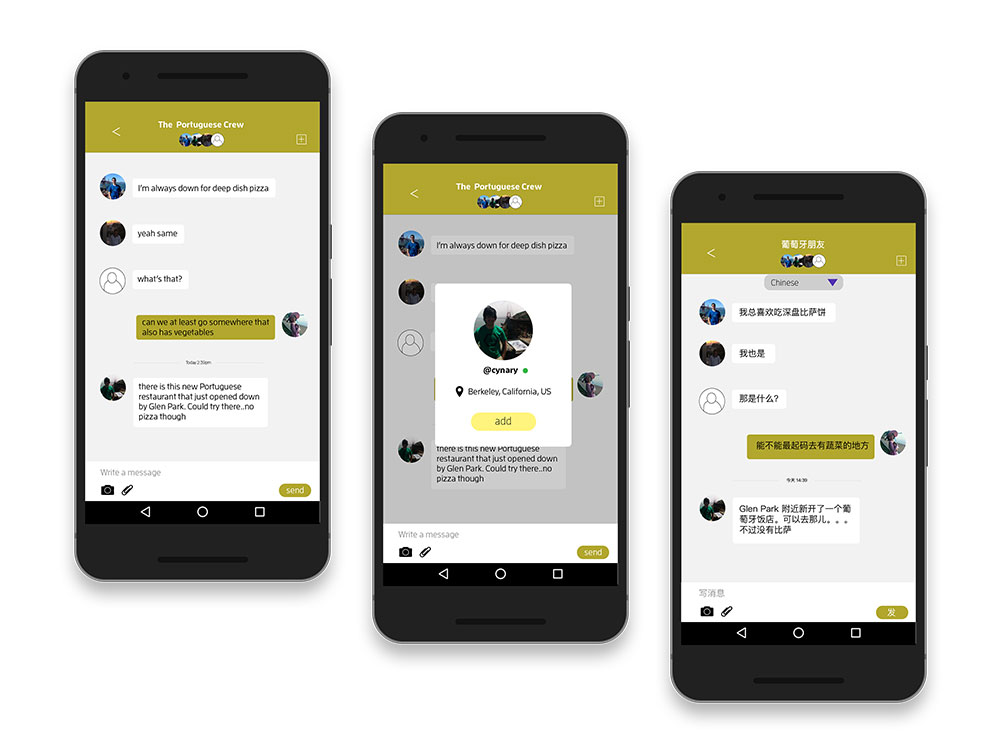 The Portuguese Crew
<
I'm always down for deep dish pizza
yeah same
what's that?
can we at least go somewhere that
also has vegetables
Today 2:39pm
there is this new Portugese
restaurant that just opened down
by Glen Park. Could try there..no
pizza though
Write a message
send
The Portuguese Crew
<
I'm always down for deep dish pizza
@cynary
Berkeley, California, US
add
there is this new Portugese
restaurant that just opened down
by Glen Park. Could try there..no
pizza though
Write a message
send
葡萄牙朋友
<
Chinese
我总喜欢吃深盘比萨饼
我也是
那是什么?
能不能最起码去有蔬菜的地方
今天 14:39
Glen Park 附近新开了一个葡
萄牙饭店。可以去那儿。。。
不过没有比萨
写消息
发